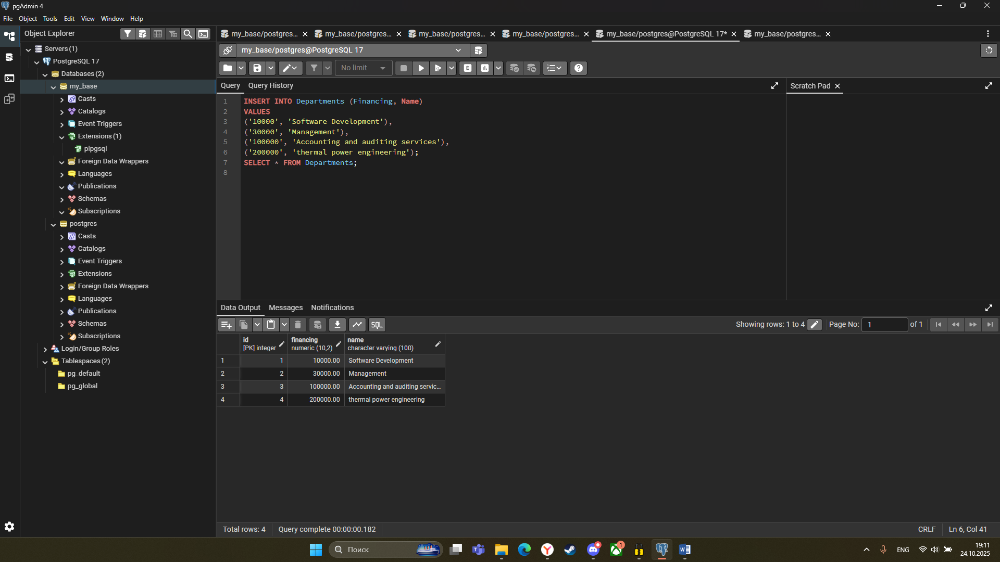 pgAdmin 4
File Object Tools Edit View Window Help
Object Explorer
my_base/postgres... my_base/postgres... my_base/postgres... my_base/postgres... my_base/postgres@PostgreSQL 17* my_base/postgres...
Servers (1)
PostgreSQL 17
Databases (2)
my_base
Casts
Catalogs
Event Triggers
Extensions (1)
plpgsql
Foreign Data Wrappers
Languages
Publications
Schemas
Subscriptions
postgres
Casts
Catalogs
Event Triggers
Extensions
Foreign Data Wrappers
Languages
Publications
Schemas
Subscriptions
Login/Group Roles
Tablespaces (2)
pg_default
pg_global
my_base/postgres@PostgreSQL 17
No limit
E
Query Query History
Scratch Pad
1 INSERT INTO Departments (Financing, Name)
2 VALUES
3 ('10000', 'Software Development'),
4 ('30000', 'Management'),
5 ('100000', 'Accounting and auditing services'),
6 ('200000', 'thermal power engineering');
7 SELECT * FROM Departments;
8
Data Output Messages Notifications
SQL
Showing rows: 1 to 4 Page No: 1 of 1
id financing name
[PK] integer numeric (10,2) character varying (100)
1 1 10000.00 Software Development
2 2 30000.00 Management
3 3 100000.00 Accounting and auditing servic...
4 4 200000.00 thermal power engineering
Total rows: 4 Query complete 00:00:00.182 CRLF Ln 6, Col 41
Поиск
1
ENG
19:11
24.10.2025